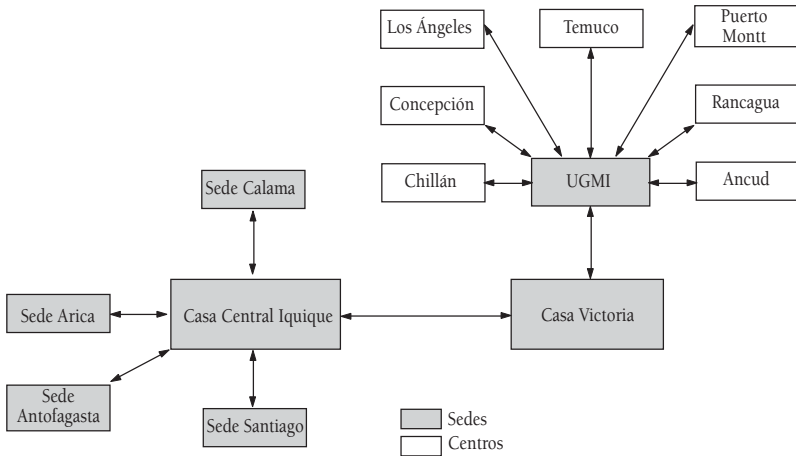 Los Ángeles
Temuco
Puerto
Montt
Concepción
Rancagua
Chillán
UGMI
Ancud
Sede Calama
Sede Arica
Casa Central Iquique
Casa Victoria
Sede
Antofagasta
Sede Santiago
Sedes
Centros